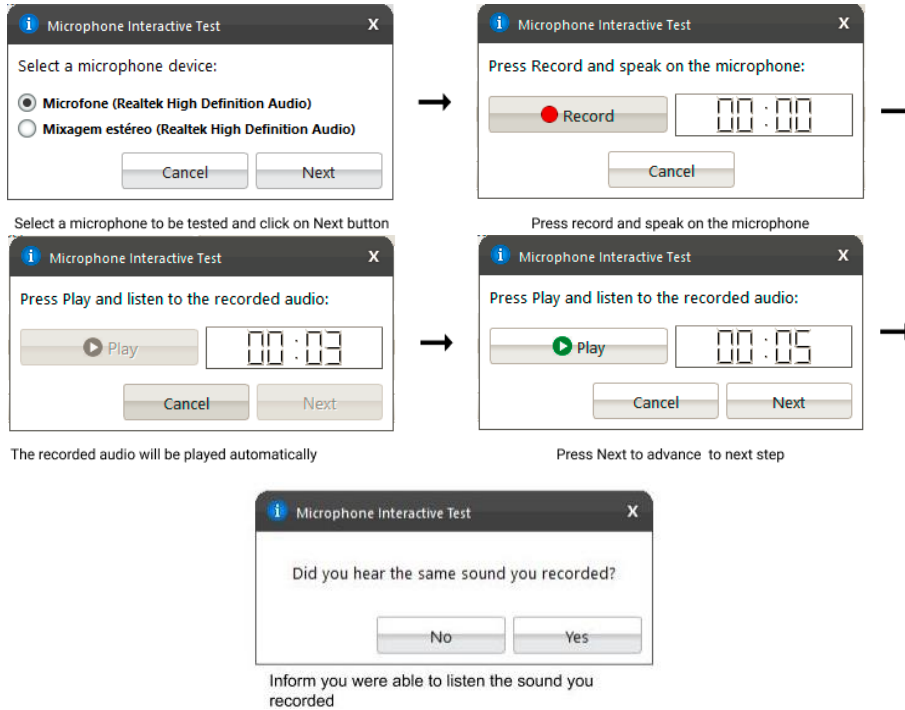 Microphone Interactive Test X
Select a microphone device:
Microfone (Realtek High Definition Audio)
Mixagem estéreo (Realtek High Definition Audio)
Cancel Next
Select a microphone to be tested and click on Next button
Microphone Interactive Test X
Press Record and speak on the microphone:
Record 00:00
Cancel
Press record and speak on the microphone
Microphone Interactive Test X
Press Play and listen to the recorded audio:
Play 00:03
Cancel Next
The recorded audio will be played automatically
Microphone Interactive Test X
Press Play and listen to the recorded audio:
Play 00:05
Cancel Next
Press Next to advance to next step
Microphone Interactive Test X
Did you hear the same sound you recorded?
No Yes
Inform you were able to listen the sound you
recorded